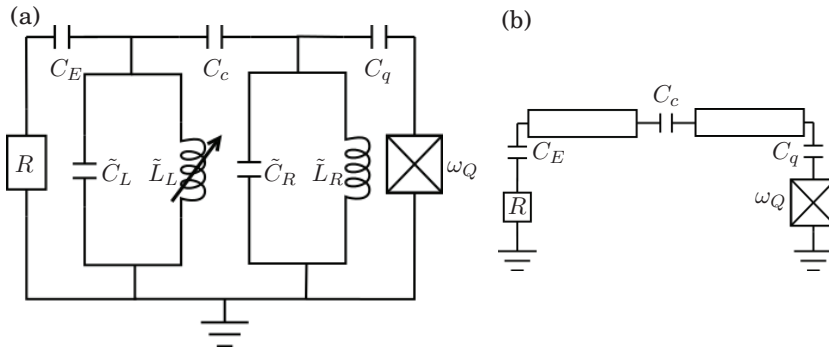 (a)
C_E
C_c
C_q
R
C̃_L
L̃_L
C̃_R
L̃_R
ω_Q
(b)
C_c
C_E
C_q
R
ω_Q